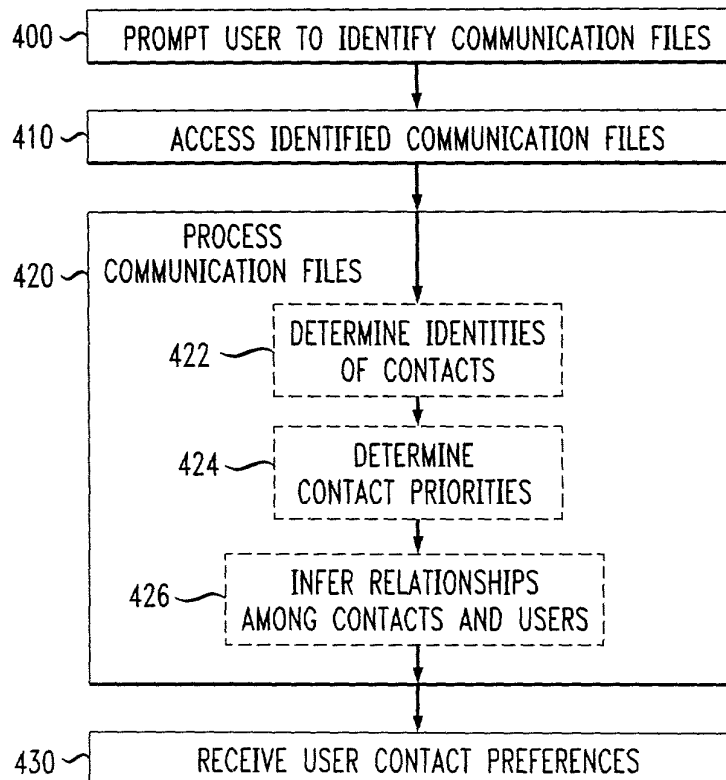 400 PROMPT USER TO IDENTIFY COMMUNICATION FILES
410 ACCESS IDENTIFIED COMMUNICATION FILES
420 PROCESS
COMMUNICATION FILES
422 DETERMINE IDENTITIES
OF CONTACTS
424 DETERMINE
CONTACT PRIORITIES
426 INFER RELATIONSHIPS
AMONG CONTACTS AND USERS
430 RECEIVE USER CONTACT PREFERENCES